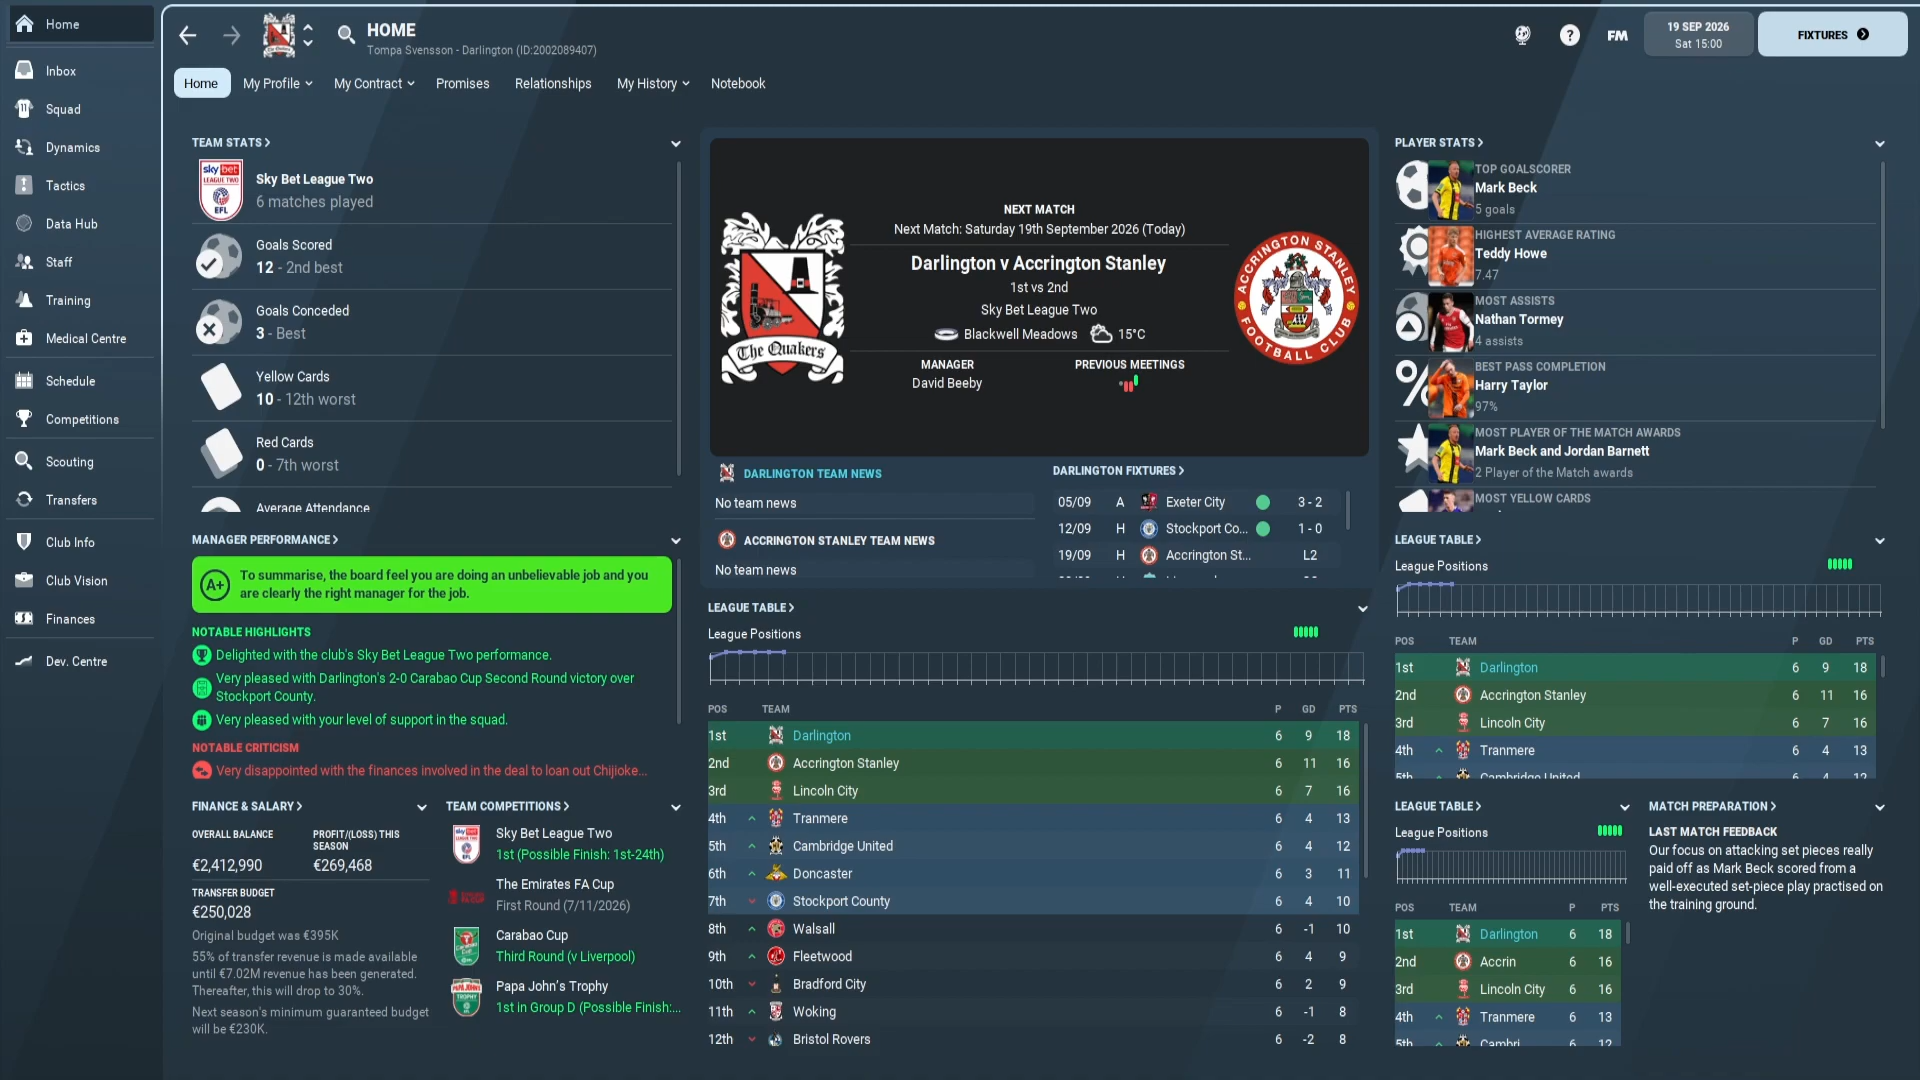 Home
Inbox
Squad
Dynamics
Tactics
Data Hub
Staff
Training
Medical Centre
Schedule
Competitions
Scouting
Transfers
Club Info
Club Vision
Finances
Dev. Centre
HOME
Tompa Svensson - Darlington (ID:2002089407)
FM
19 SEP 2026
Sat 15:00
FIXTURES
Home
My Profile
My Contract
Promises
Relationships
My History
Notebook
TEAM STATS
sky bet
LEAGUE TWO
EFL
Sky Bet League Two
6 matches played
Goals Scored
12 - 2nd best
Goals Conceded
3 - Best
Yellow Cards
10 - 12th worst
Red Cards
0 - 7th worst
Average Attendance
MANAGER PERFORMANCE
A+
To summarise, the board feel you are doing an unbelievable job and you
are clearly the right manager for the job.
NOTABLE HIGHLIGHTS
Delighted with the club's Sky Bet League Two performance.
Very pleased with Darlington's 2-0 Carabao Cup Second Round victory over
Stockport County.
Very pleased with your level of support in the squad.
NOTABLE CRITICISM
Very disappointed with the finances involved in the deal to loan out Chijioke...
FINANCE & SALARY
OVERALL BALANCE
€2,412,990
PROFIT/(LOSS) THIS
SEASON
€269,468
TRANSFER BUDGET
€250,028
Original budget was €395K
55% of transfer revenue is made available
until €7.02M revenue has been generated.
Thereafter, this will drop to 30%.
Next season's minimum guaranteed budget
will be €230K.
TEAM COMPETITIONS
Sky Bet League Two
1st (Possible Finish: 1st-24th)
The Emirates FA Cup
First Round (7/11/2026)
Carabao Cup
Third Round (v Liverpool)
Papa John's Trophy
1st in Group D (Possible Finish:...
The Quakers
NEXT MATCH
Next Match: Saturday 19th September 2026 (Today)
Darlington v Accrington Stanley
1st vs 2nd
Sky Bet League Two
Blackwell Meadows 15°C
MANAGER
David Beeby
PREVIOUS MEETINGS
ACCRINGTON STANLEY
FOOTBALL CLUB
DARLINGTON TEAM NEWS
No team news
ACCRINGTON STANLEY TEAM NEWS
No team news
DARLINGTON FIXTURES
05/09 A Exeter City 3 - 2
12/09 H Stockport Co... 1 - 0
19/09 H Accrington St... L2
LEAGUE TABLE
League Positions
POS TEAM P GD PTS
1st Darlington 6 9 18
2nd Accrington Stanley 6 11 16
3rd Lincoln City 6 7 16
4th Tranmere 6 4 13
5th Cambridge United 6 4 12
6th Doncaster 6 3 11
7th Stockport County 6 4 10
8th Walsall 6 -1 10
9th Fleetwood 6 4 9
10th Bradford City 6 2 9
11th Woking 6 -1 8
12th Bristol Rovers 6 -2 8
PLAYER STATS
TOP GOALSCORER
Mark Beck
5 goals
HIGHEST AVERAGE RATING
Teddy Howe
7.47
MOST ASSISTS
Nathan Tormey
4 assists
BEST PASS COMPLETION
Harry Taylor
97%
MOST PLAYER OF THE MATCH AWARDS
Mark Beck and Jordan Barnett
2 Player of the Match awards
MOST YELLOW CARDS
LEAGUE TABLE
League Positions
POS TEAM P GD PTS
1st Darlington 6 9 18
2nd Accrington Stanley 6 11 16
3rd Lincoln City 6 7 16
4th Tranmere 6 4 13
5th Cambridge United 6 4 12
LEAGUE TABLE
League Positions
POS TEAM P PTS
1st Darlington 6 18
2nd Accrin 6 16
3rd Lincoln City 6 16
4th Tranmere 6 13
5th Cambri 6 12
MATCH PREPARATION
LAST MATCH FEEDBACK
Our focus on attacking set pieces really
paid off as Mark Beck scored from a
well-executed set-piece play practised on
the training ground.